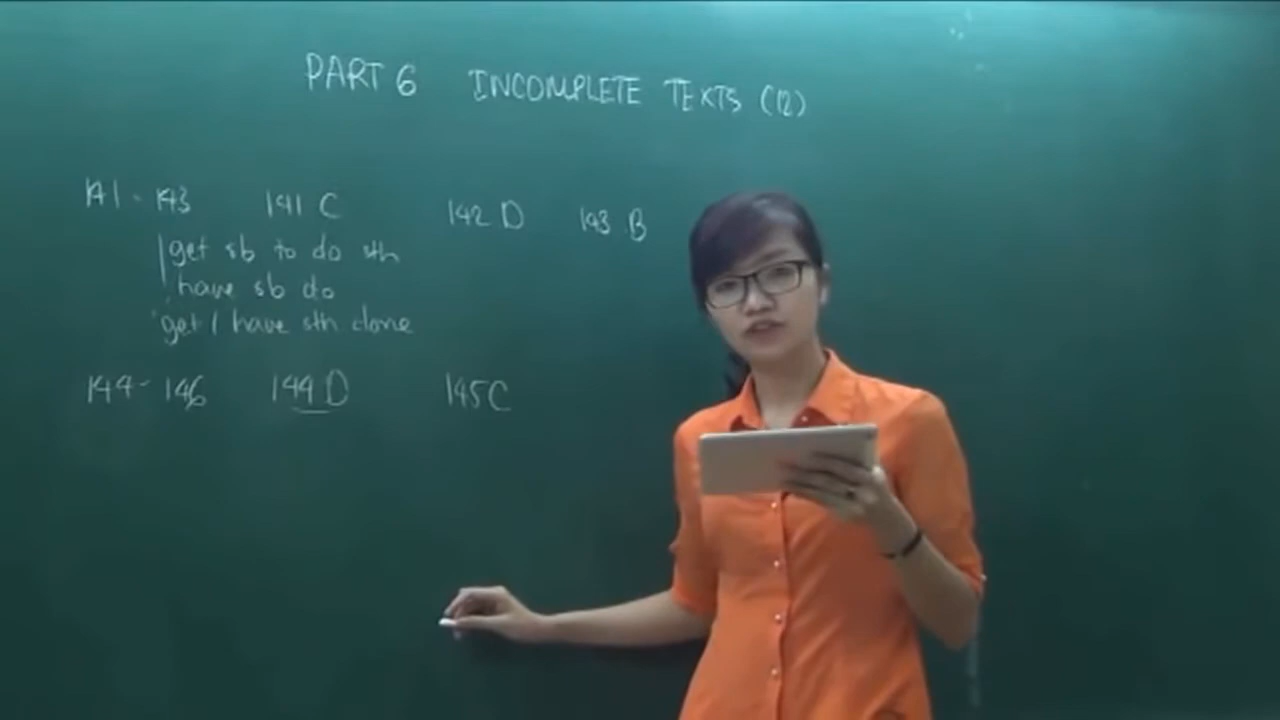 PART 6 INCOMPLETE TEXTS (12)
141 - 143 141 C 142 D 143 B
get sb to do sth
have sb do
get / have sth done
144 - 146 144 D 145 C